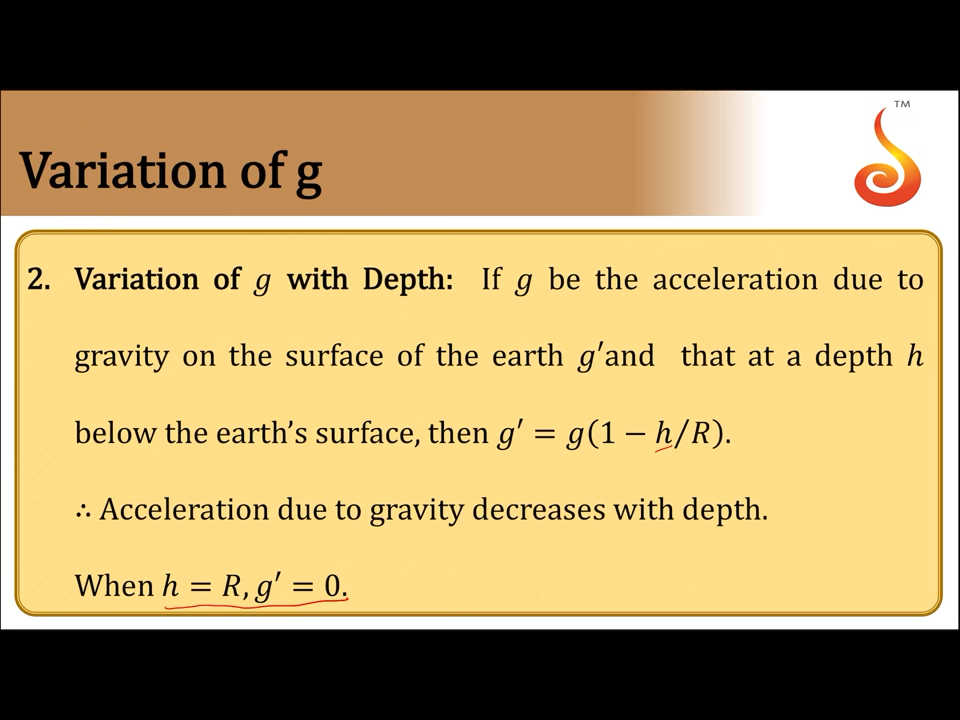 TM
Variation of g
2. Variation of g with Depth: If g be the acceleration due to
gravity on the surface of the earth g′and that at a depth h
below the earth’s surface, then g′ = g(1 − h/R).
∴ Acceleration due to gravity decreases with depth.
When h = R, g′ = 0.